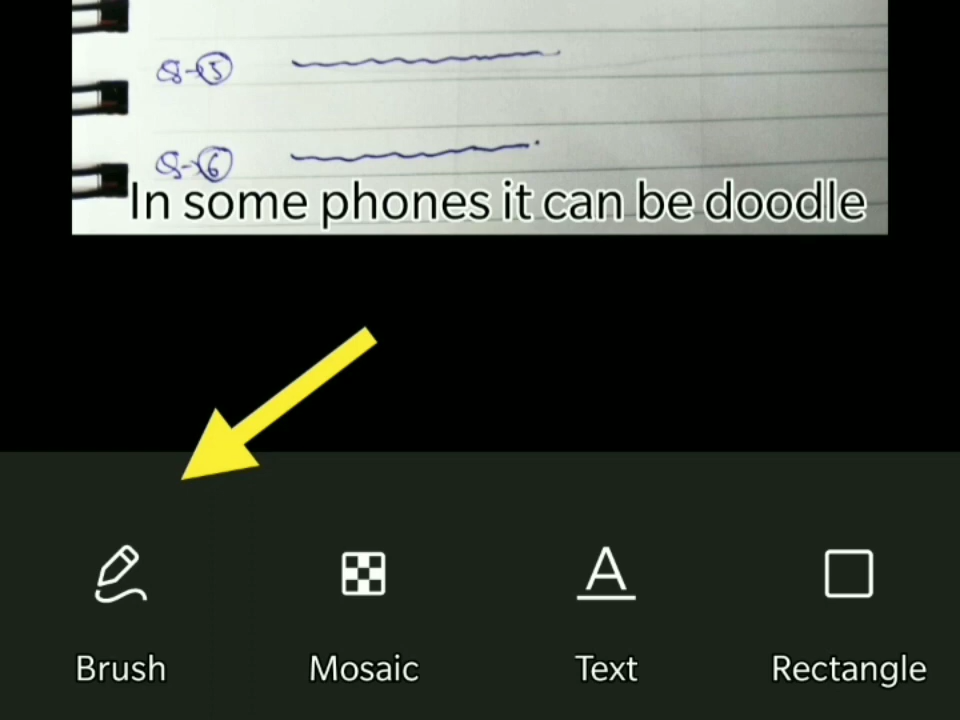 Q-5
Q-6
In some phones it can be doodle
Brush
Mosaic
Text
Rectangle